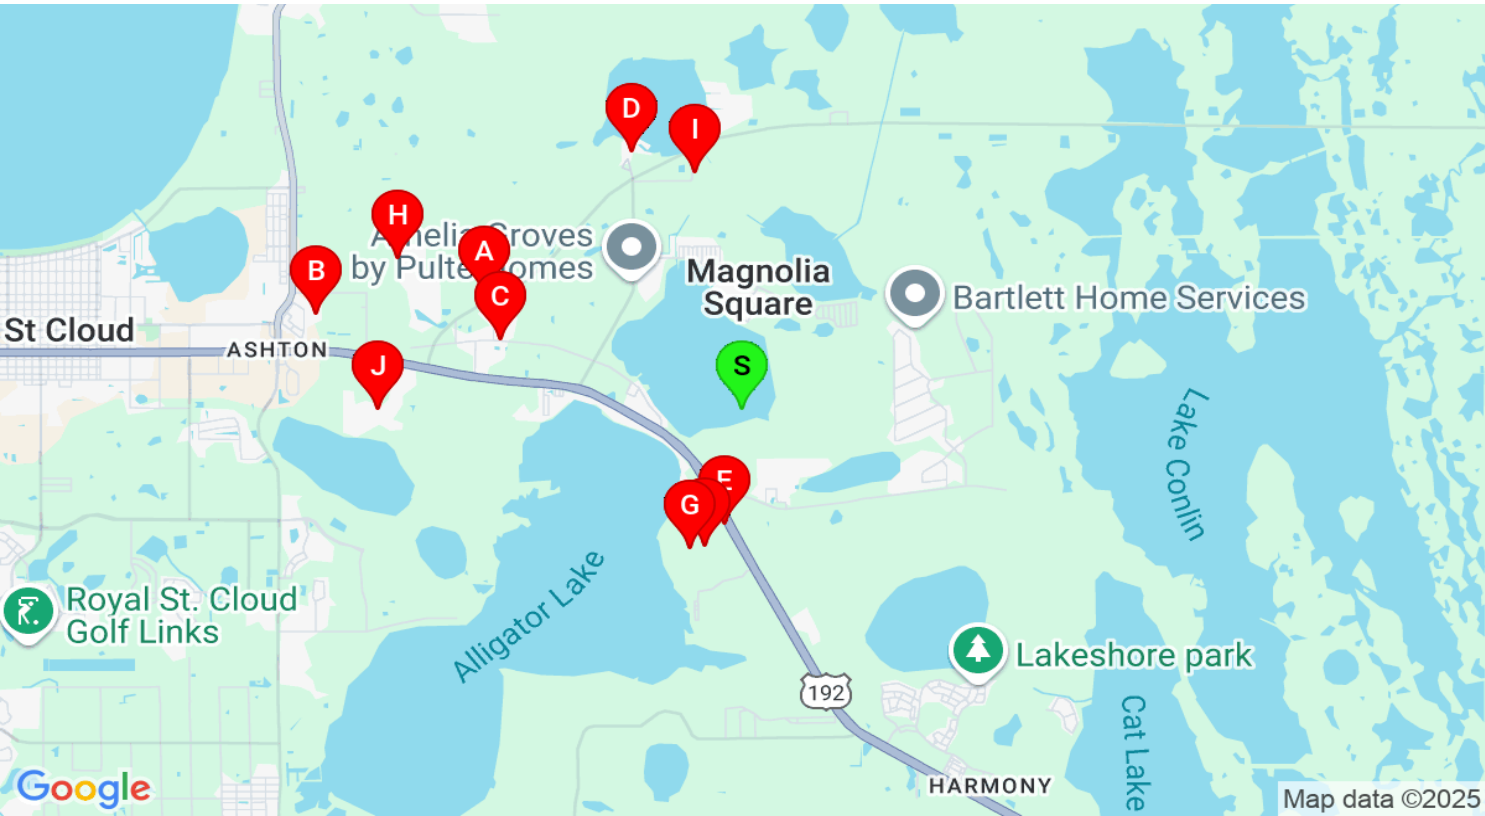 D
I
H
Amelia Groves
by Pulte Homes
A
B
C
Magnolia
Square
Bartlett Home Services
St Cloud
ASHTON
J
S
Lake Conlin
E
G
Alligator Lake
Royal St. Cloud
Golf Links
Lakeshore park
192
Cat Lake
HARMONY
Google
Map data ©2025